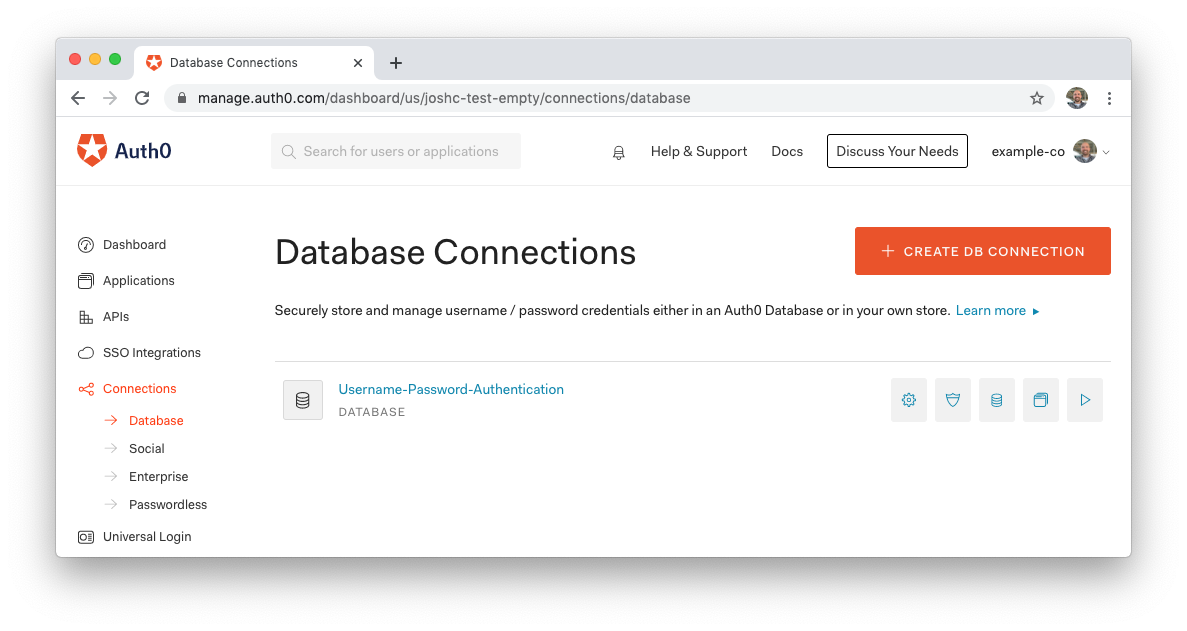 Database Connections
manage.auth0.com/dashboard/us/joshc-test-empty/connections/database
Auth0
Search for users or applications
Help & Support
Docs
Discuss Your Needs
example-co
Dashboard
Applications
APIs
SSO Integrations
Connections
Database
Social
Enterprise
Passwordless
Universal Login
Database Connections
CREATE DB CONNECTION
Securely store and manage username / password credentials either in an Auth0 Database or in your own store. Learn more
Username-Password-Authentication
DATABASE